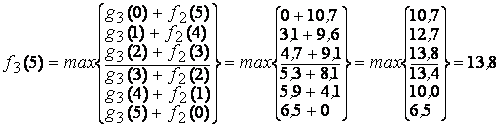 g₃(0) + f₂(5) 0 + 10,7 10,7
g₃(1) + f₂(4) 3,1 + 9,6 12,7
g₃(2) + f₂(3) 4,7 + 9,1 13,8
f₃(5) = max{ = max{ = max{ = 13,8
g₃(3) + f₂(2) 5,3 + 8,1 13,4
g₃(4) + f₂(1) 5,9 + 4,1 10,0
g₃(5) + f₂(0) 6,5 + 0 6,5